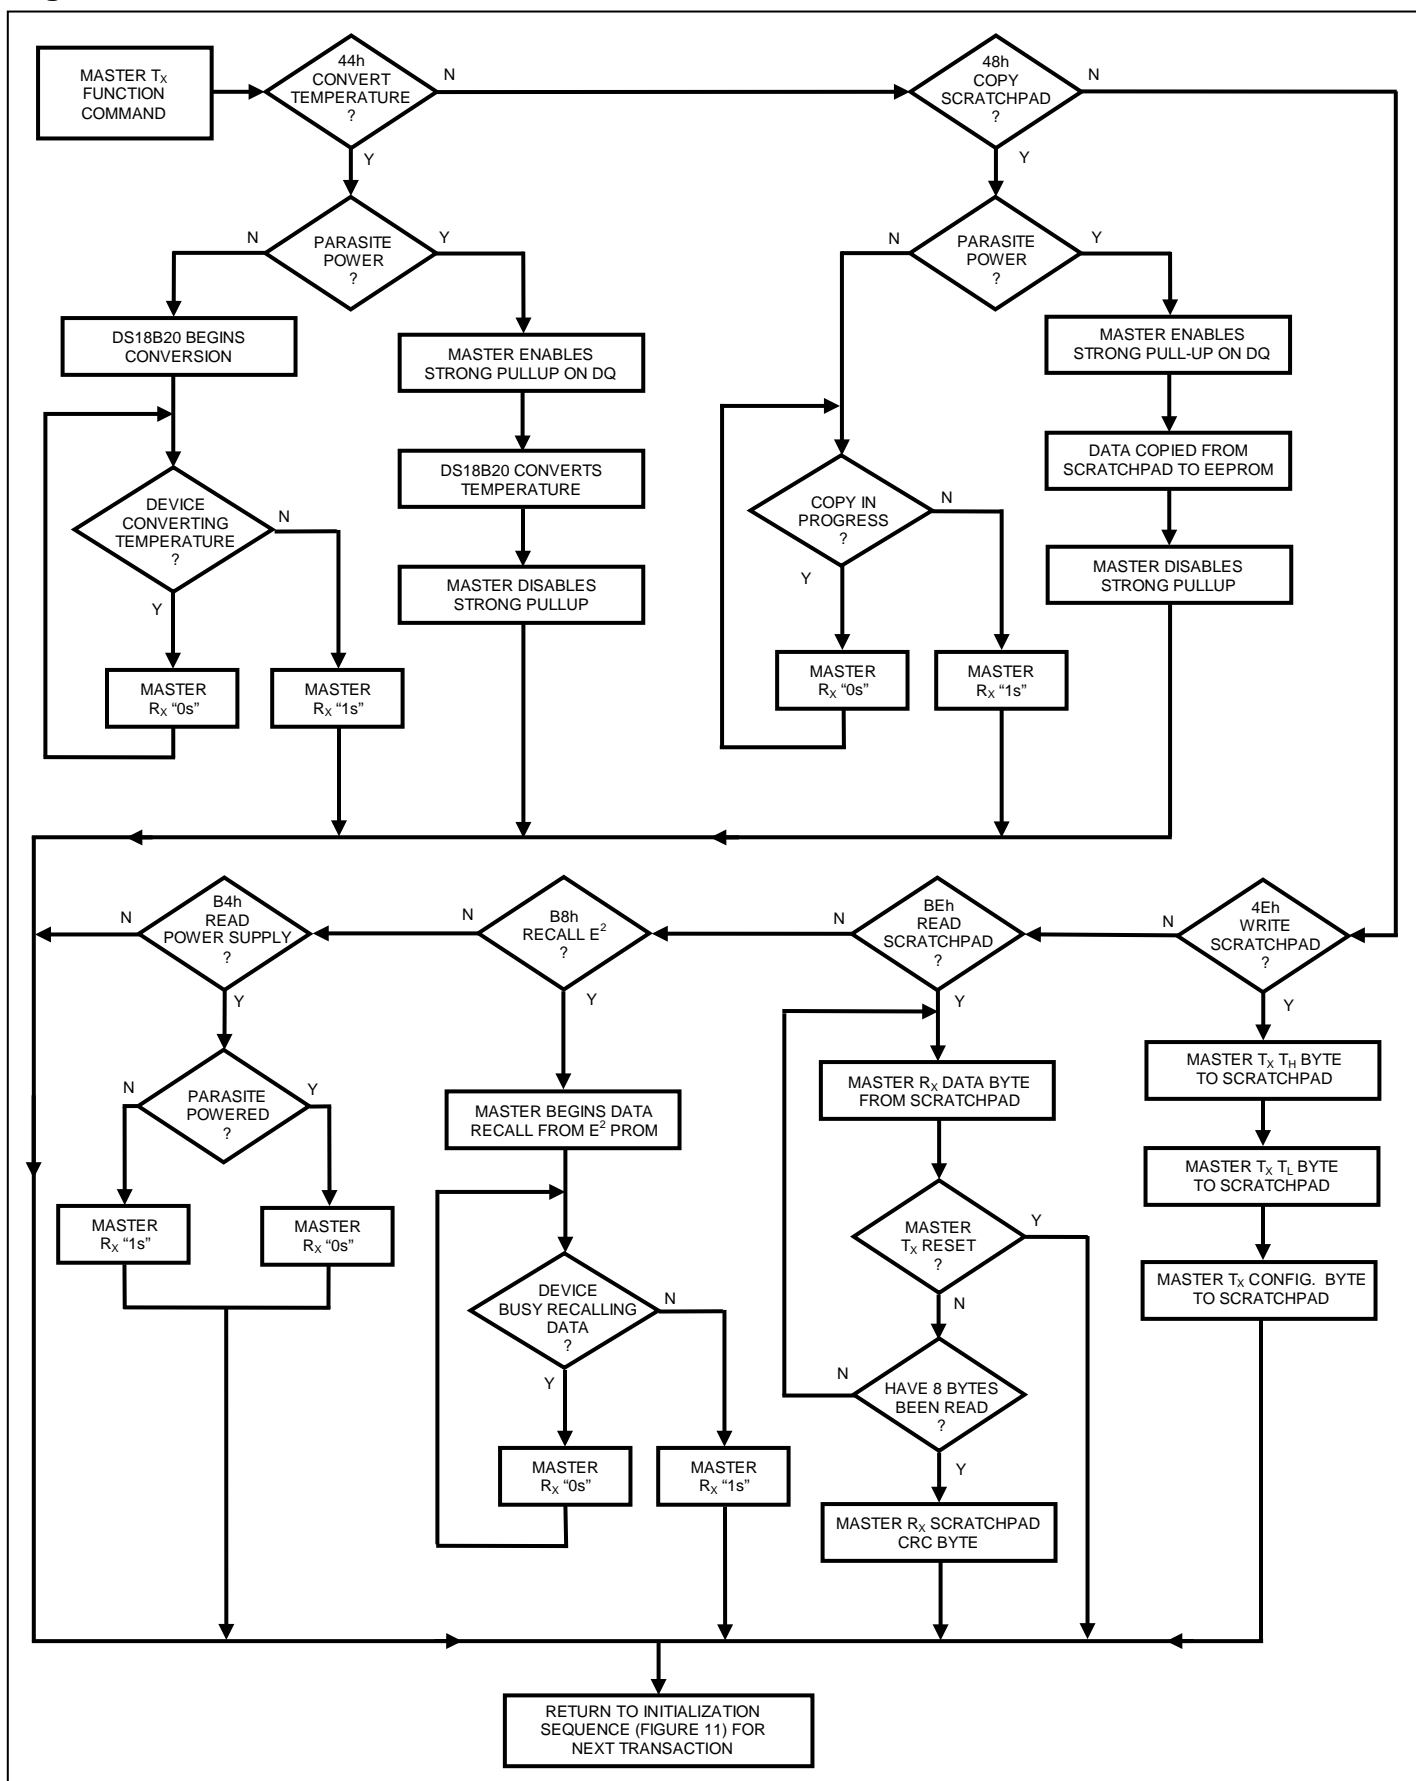 MASTER TX
FUNCTION
COMMAND
44h
CONVERT
TEMPERATURE
?
N
Y
48h
COPY
SCRATCHPAD
?
N
Y
PARASITE
POWER
?
N
Y
DS18B20 BEGINS
CONVERSION
MASTER ENABLES
STRONG PULLUP ON DQ
DEVICE
CONVERTING
TEMPERATURE
?
N
Y
DS18B20 CONVERTS
TEMPERATURE
MASTER DISABLES
STRONG PULLUP
MASTER
RX “0s”
MASTER
RX “1s”
PARASITE
POWER
?
N
Y
MASTER ENABLES
STRONG PULL-UP ON DQ
COPY IN
PROGRESS
?
N
Y
DATA COPIED FROM
SCRATCHPAD TO EEPROM
MASTER DISABLES
STRONG PULLUP
MASTER
RX “0s”
MASTER
RX “1s”
B4h
READ
POWER SUPPLY
?
N
Y
B8h
RECALL E2
?
N
Y
BEh
READ
SCRATCHPAD
?
N
Y
4Eh
WRITE
SCRATCHPAD
?
N
Y
PARASITE
POWERED
?
N
Y
MASTER
RX “1s”
MASTER
RX “0s”
MASTER BEGINS DATA
RECALL FROM E2 PROM
DEVICE
BUSY RECALLING
DATA
?
N
Y
MASTER
RX “0s”
MASTER
RX “1s”
MASTER RX DATA BYTE
FROM SCRATCHPAD
MASTER
TX RESET
?
Y
N
HAVE 8 BYTES
BEEN READ
?
N
Y
MASTER RX SCRATCHPAD
CRC BYTE
MASTER TX TH BYTE
TO SCRATCHPAD
MASTER TX TL BYTE
TO SCRATCHPAD
MASTER TX CONFIG. BYTE
TO SCRATCHPAD
RETURN TO INITIALIZATION
SEQUENCE (FIGURE 11) FOR
NEXT TRANSACTION